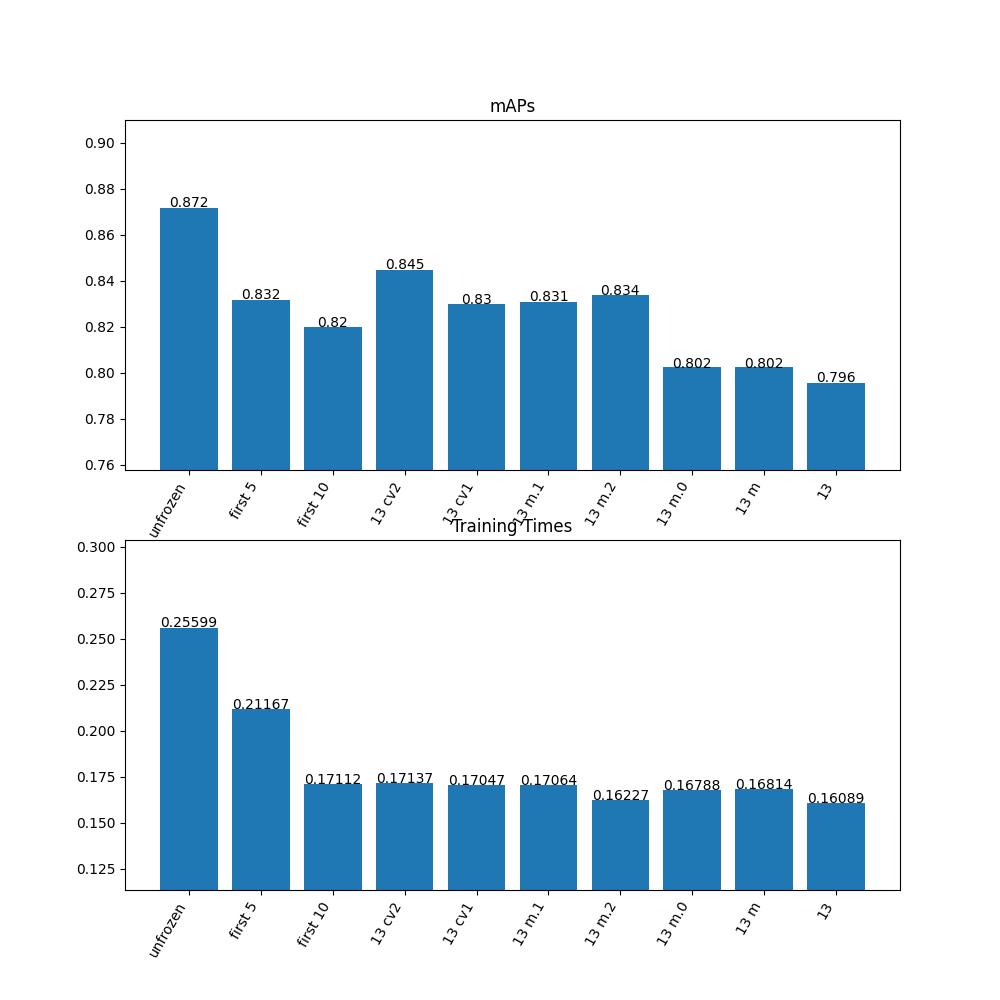 mAPs
0.90
0.88
0.86
0.84
0.82
0.80
0.78
0.76
0.872
0.832
0.82
0.845
0.83
0.831
0.834
0.802
0.802
0.796
unfrozen
first 5
first 10
13 cv2
13 cv1
13 m.1
13 m.2
13 m.0
13 m
13
Training Times
0.300
0.275
0.250
0.225
0.200
0.175
0.150
0.125
0.25599
0.21167
0.17112
0.17137
0.17047
0.17064
0.16227
0.16788
0.16814
0.16089
unfrozen
first 5
first 10
13 cv2
13 cv1
13 m.1
13 m.2
13 m.0
13 m
13